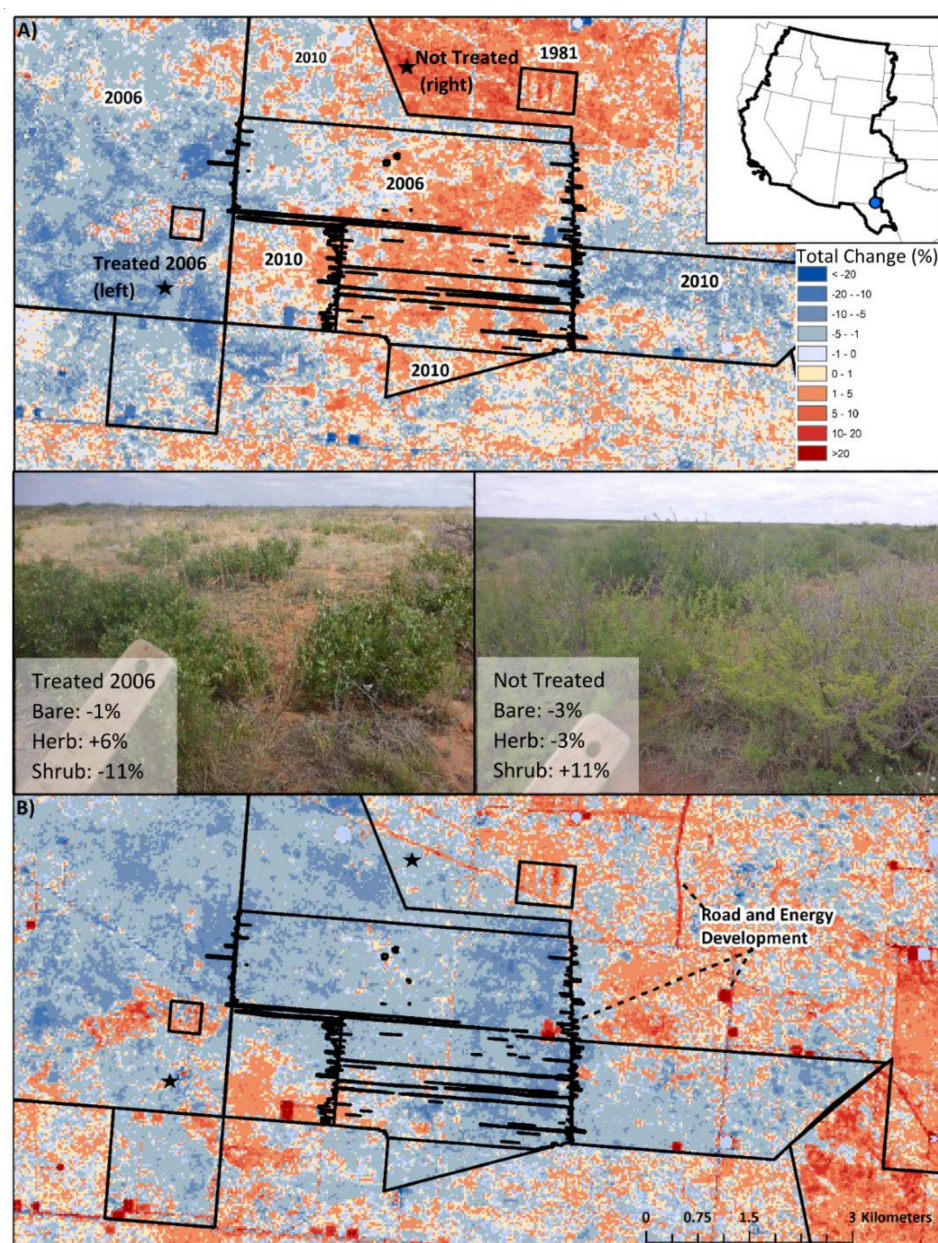 A)
2010
Not Treated
(right)
1981
2006
2006
Treated 2006
(left)
2010
2010
2010
Total Change (%)
< -20
-20 - -10
-10 - -5
-5 - -1
-1 - 0
0 - 1
1 - 5
5 - 10
10- 20
>20
Treated 2006
Bare: -1%
Herb: +6%
Shrub: -11%
Not Treated
Bare: -3%
Herb: -3%
Shrub: +11%
B)
Road and Energy
Development
0 0.75 1.5 3 Kilometers